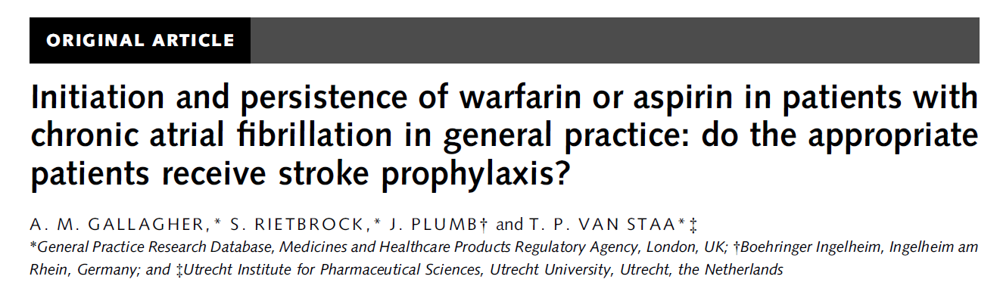 ORIGINAL ARTICLE
Initiation and persistence of warfarin or aspirin in patients with
chronic atrial fibrillation in general practice: do the appropriate
patients receive stroke prophylaxis?
A. M. GALLAGHER,* S. RIETBROCK,* J. PLUMB† and T. P. VAN STAA*‡
*General Practice Research Database, Medicines and Healthcare Products Regulatory Agency, London, UK; †Boehringer Ingelheim, Ingelheim am
Rhein, Germany; and ‡Utrecht Institute for Pharmaceutical Sciences, Utrecht University, Utrecht, the Netherlands